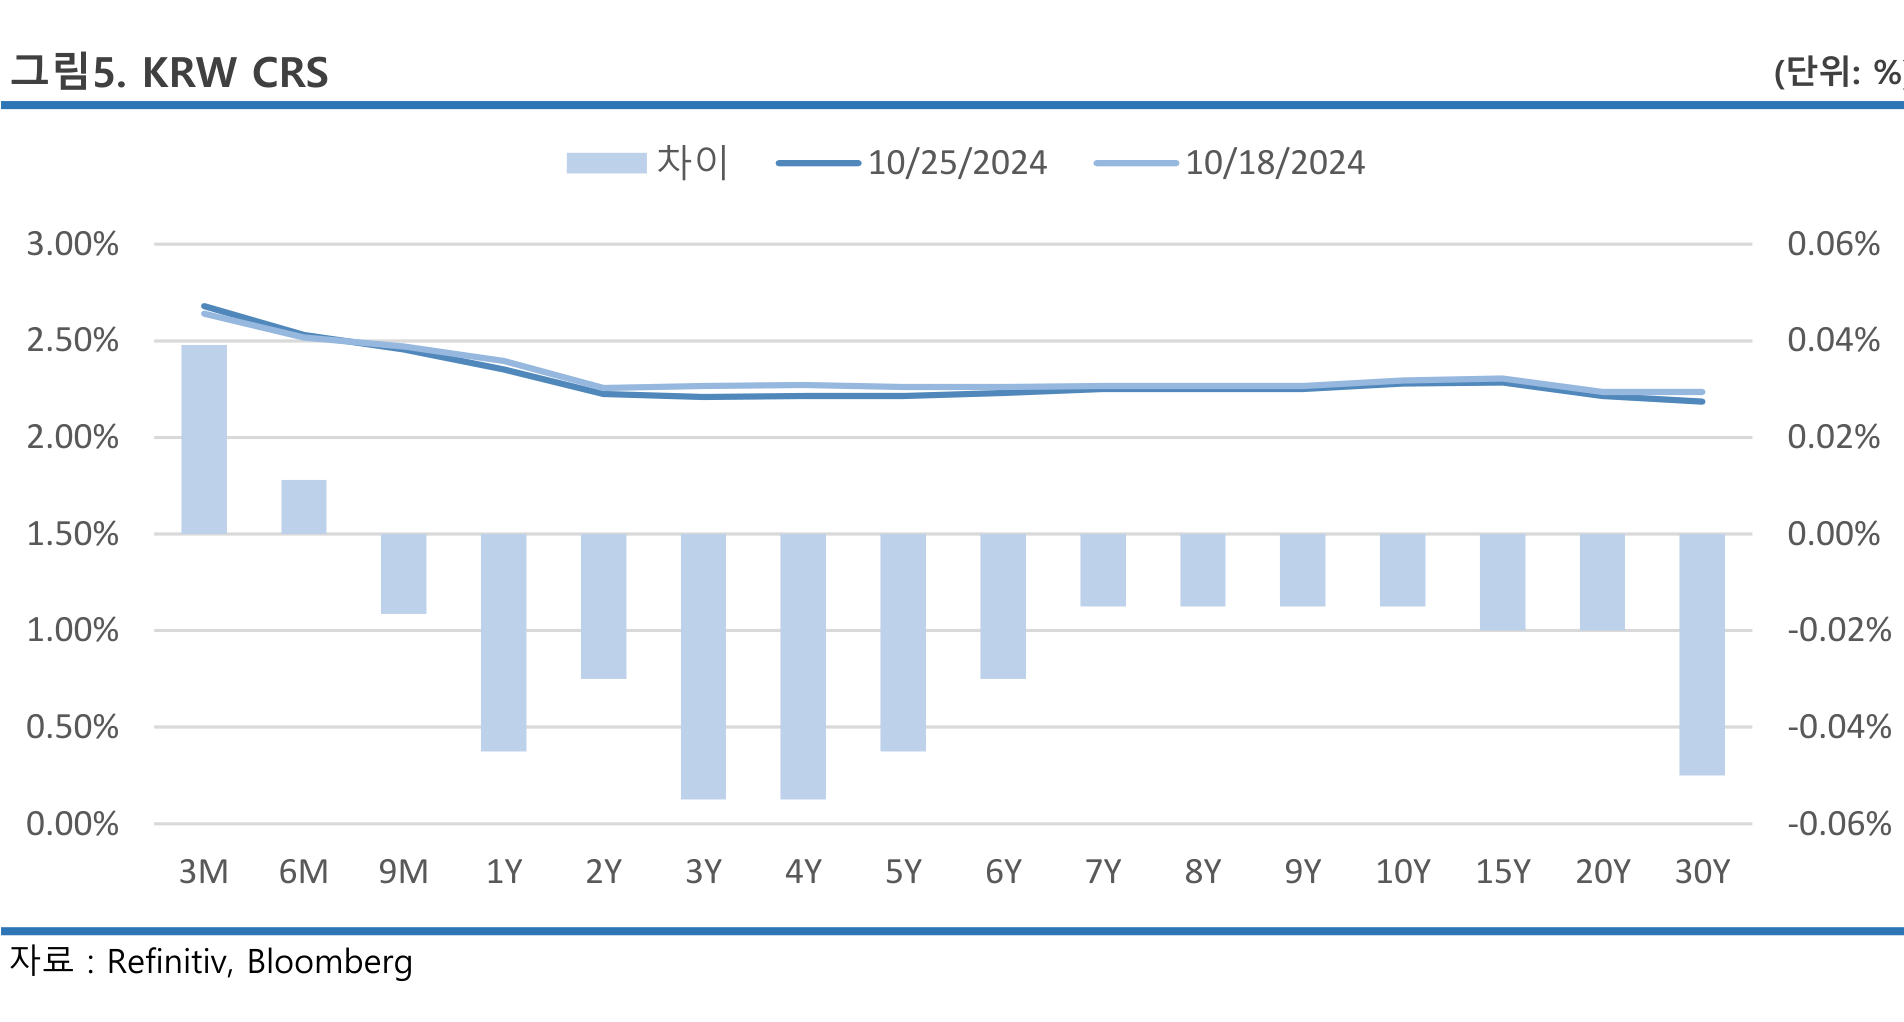 그림5. KRW CRS (단위: %)
차이 10/25/2024 10/18/2024
3.00% 0.06%
2.50% 0.04%
2.00% 0.02%
1.50% 0.00%
1.00% -0.02%
0.50% -0.04%
0.00% -0.06%
3M 6M 9M 1Y 2Y 3Y 4Y 5Y 6Y 7Y 8Y 9Y 10Y 15Y 20Y 30Y
자료 : Refinitiv, Bloomberg